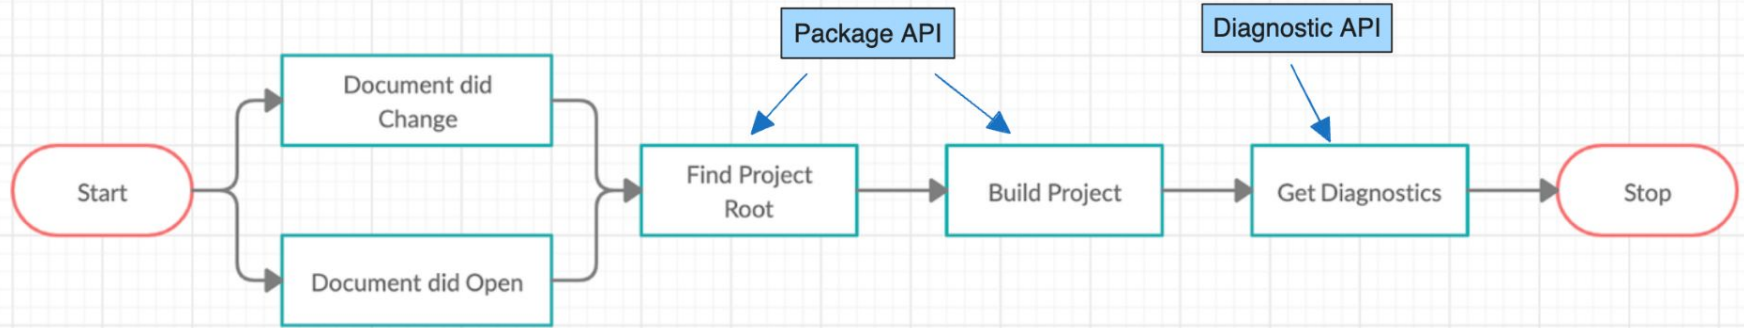 Package API
Diagnostic API
Document did
Change
Start
Find Project
Root
Build Project
Get Diagnostics
Stop
Document did Open